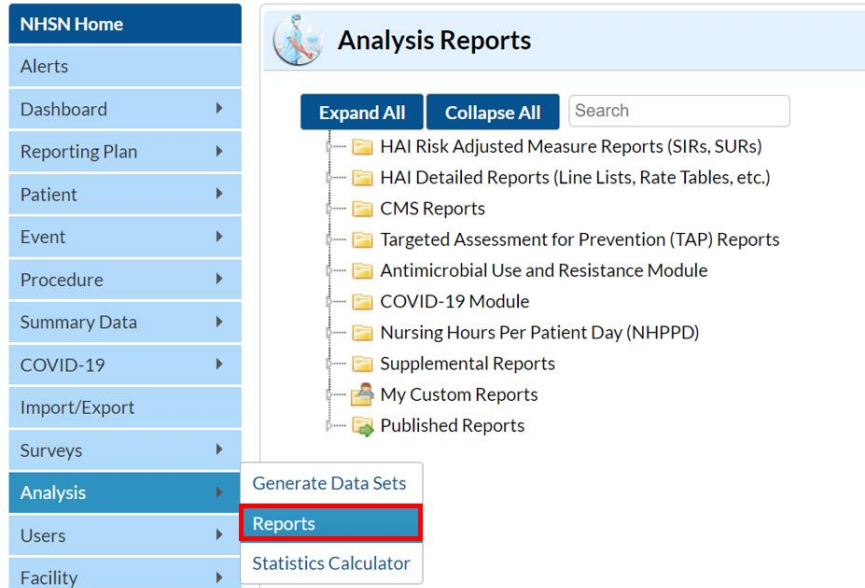 NHSN Home
Alerts
Dashboard
Reporting Plan
Patient
Event
Procedure
Summary Data
COVID-19
Import/Export
Surveys
Analysis
Users
Facility
Generate Data Sets
Reports
Statistics Calculator
Analysis Reports
Expand All
Collapse All
Search
HAI Risk Adjusted Measure Reports (SIRs, SURs)
HAI Detailed Reports (Line Lists, Rate Tables, etc.)
CMS Reports
Targeted Assessment for Prevention (TAP) Reports
Antimicrobial Use and Resistance Module
COVID-19 Module
Nursing Hours Per Patient Day (NHPPD)
Supplemental Reports
My Custom Reports
Published Reports